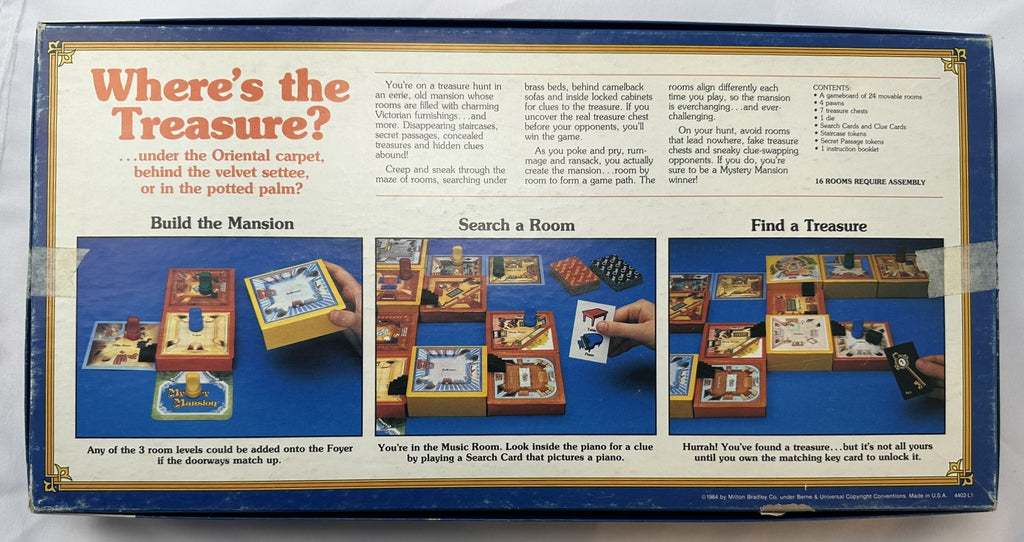 Where's the
Treasure?
...under the Oriental carpet,
behind the velvet settee,
or in the potted palm?
You're on a treasure hunt in
an eerie, old mansion whose
rooms are filled with charming
Victorian furnishings...and
more. Disappearing staircases,
secret passages, concealed
treasures and hidden clues
abound!
Creep and sneak through the
maze of rooms, searching under
brass beds, behind camelback
sofas and inside locked cabinets
for clues to the treasure. If you
uncover the real treasure chest
before your opponents, you'll
win the game.
As you poke and pry, rum-
mage and ransack, you actually
create the mansion...room by
room to form a game path. The
rooms align differently each
time you play, so the mansion
is everchanging...and ever-
challenging.
On your hunt, avoid rooms
that lead nowhere, fake treasure
chests and sneaky clue-swapping
opponents. If you do, you're
sure to be a Mystery Mansion
winner!
CONTENTS:
• A gameboard of 24 movable rooms
• 4 pawns
• 7 treasure chests
• 1 die
• Search Cards and Clue Cards
• Staircase tokens
• Secret Passage tokens
• 1 instruction booklet
16 ROOMS REQUIRE ASSEMBLY
Build the Mansion
Mystery
Mansion
Any of the 3 room levels could be added onto the Foyer
if the doorways match up.
Search a Room
Piano
You're in the Music Room. Look inside the piano for a clue
by playing a Search Card that pictures a piano.
Find a Treasure
Hurrah! You've found a treasure...but it's not all yours
until you own the matching key card to unlock it.
©1984 by Milton Bradley Co. under Berne & Universal Copyright Conventions. Made in U.S.A. 4402-L1